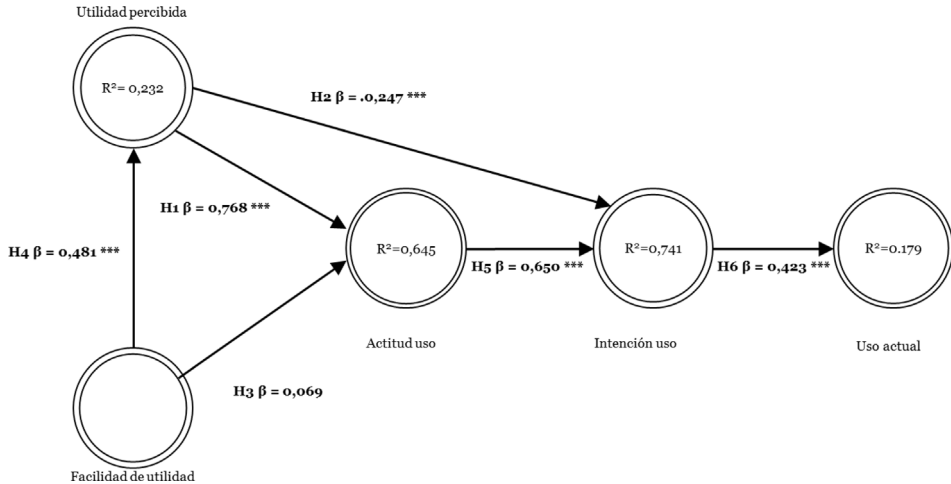 Utilidad percibida
R²= 0,232
H2 β = .0,247 ***
H1 β = 0,768 ***
H4 β = 0,481 ***
R²=0,645
H5 β = 0,650 ***
R²=0,741
H6 β = 0,423 ***
R²=0.179
Actitud uso
Intención uso
Uso actual
H3 β = 0,069
Facilidad de utilidad